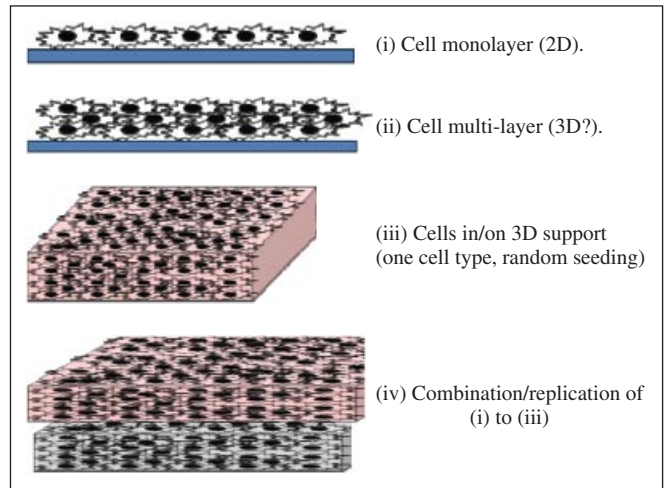 (i) Cell monolayer (2D).
(ii) Cell multi-layer (3D?).
(iii) Cells in/on 3D support
(one cell type, random seeding)
(iv) Combination/replication of
(i) to (iii)